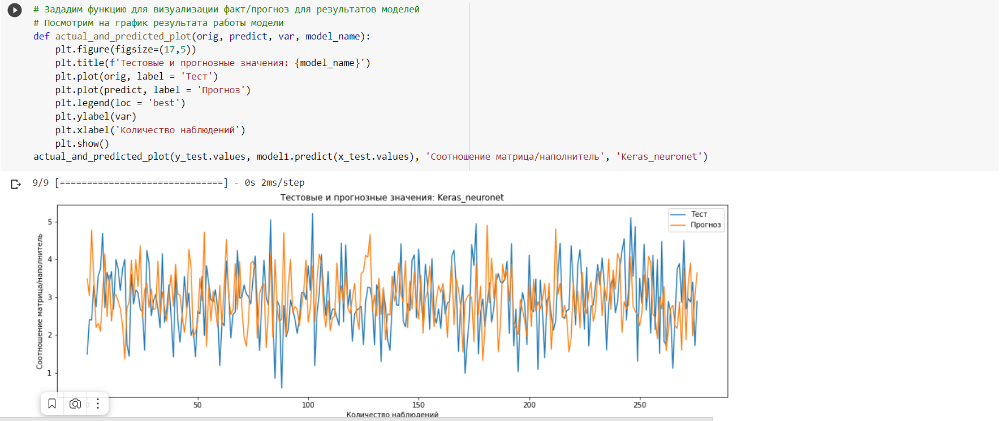 # Зададим функцию для визуализации факт/прогноз для результатов моделей
# Посмотрим на график результата работы модели
def actual_and_predicted_plot(orig, predict, var, model_name):
    plt.figure(figsize=(17,5))
    plt.title(f'Тестовые и прогнозные значения: {model_name}')
    plt.plot(orig, label = 'Тест')
    plt.plot(predict, label = 'Прогноз')
    plt.legend(loc = 'best')
    plt.ylabel(var)
    plt.xlabel('Количество наблюдений')
    plt.show()
actual_and_predicted_plot(y_test.values, model1.predict(x_test.values), 'Соотношение матрица/наполнитель', 'Keras_neuronet')
9/9 [==============================] - 0s 2ms/step
Тестовые и прогнозные значения: Keras_neuronet
Тест
Прогноз
Соотношение матрица/наполнитель
5
4
3
2
1
0
50
100
150
200
250
Количество наблюдений